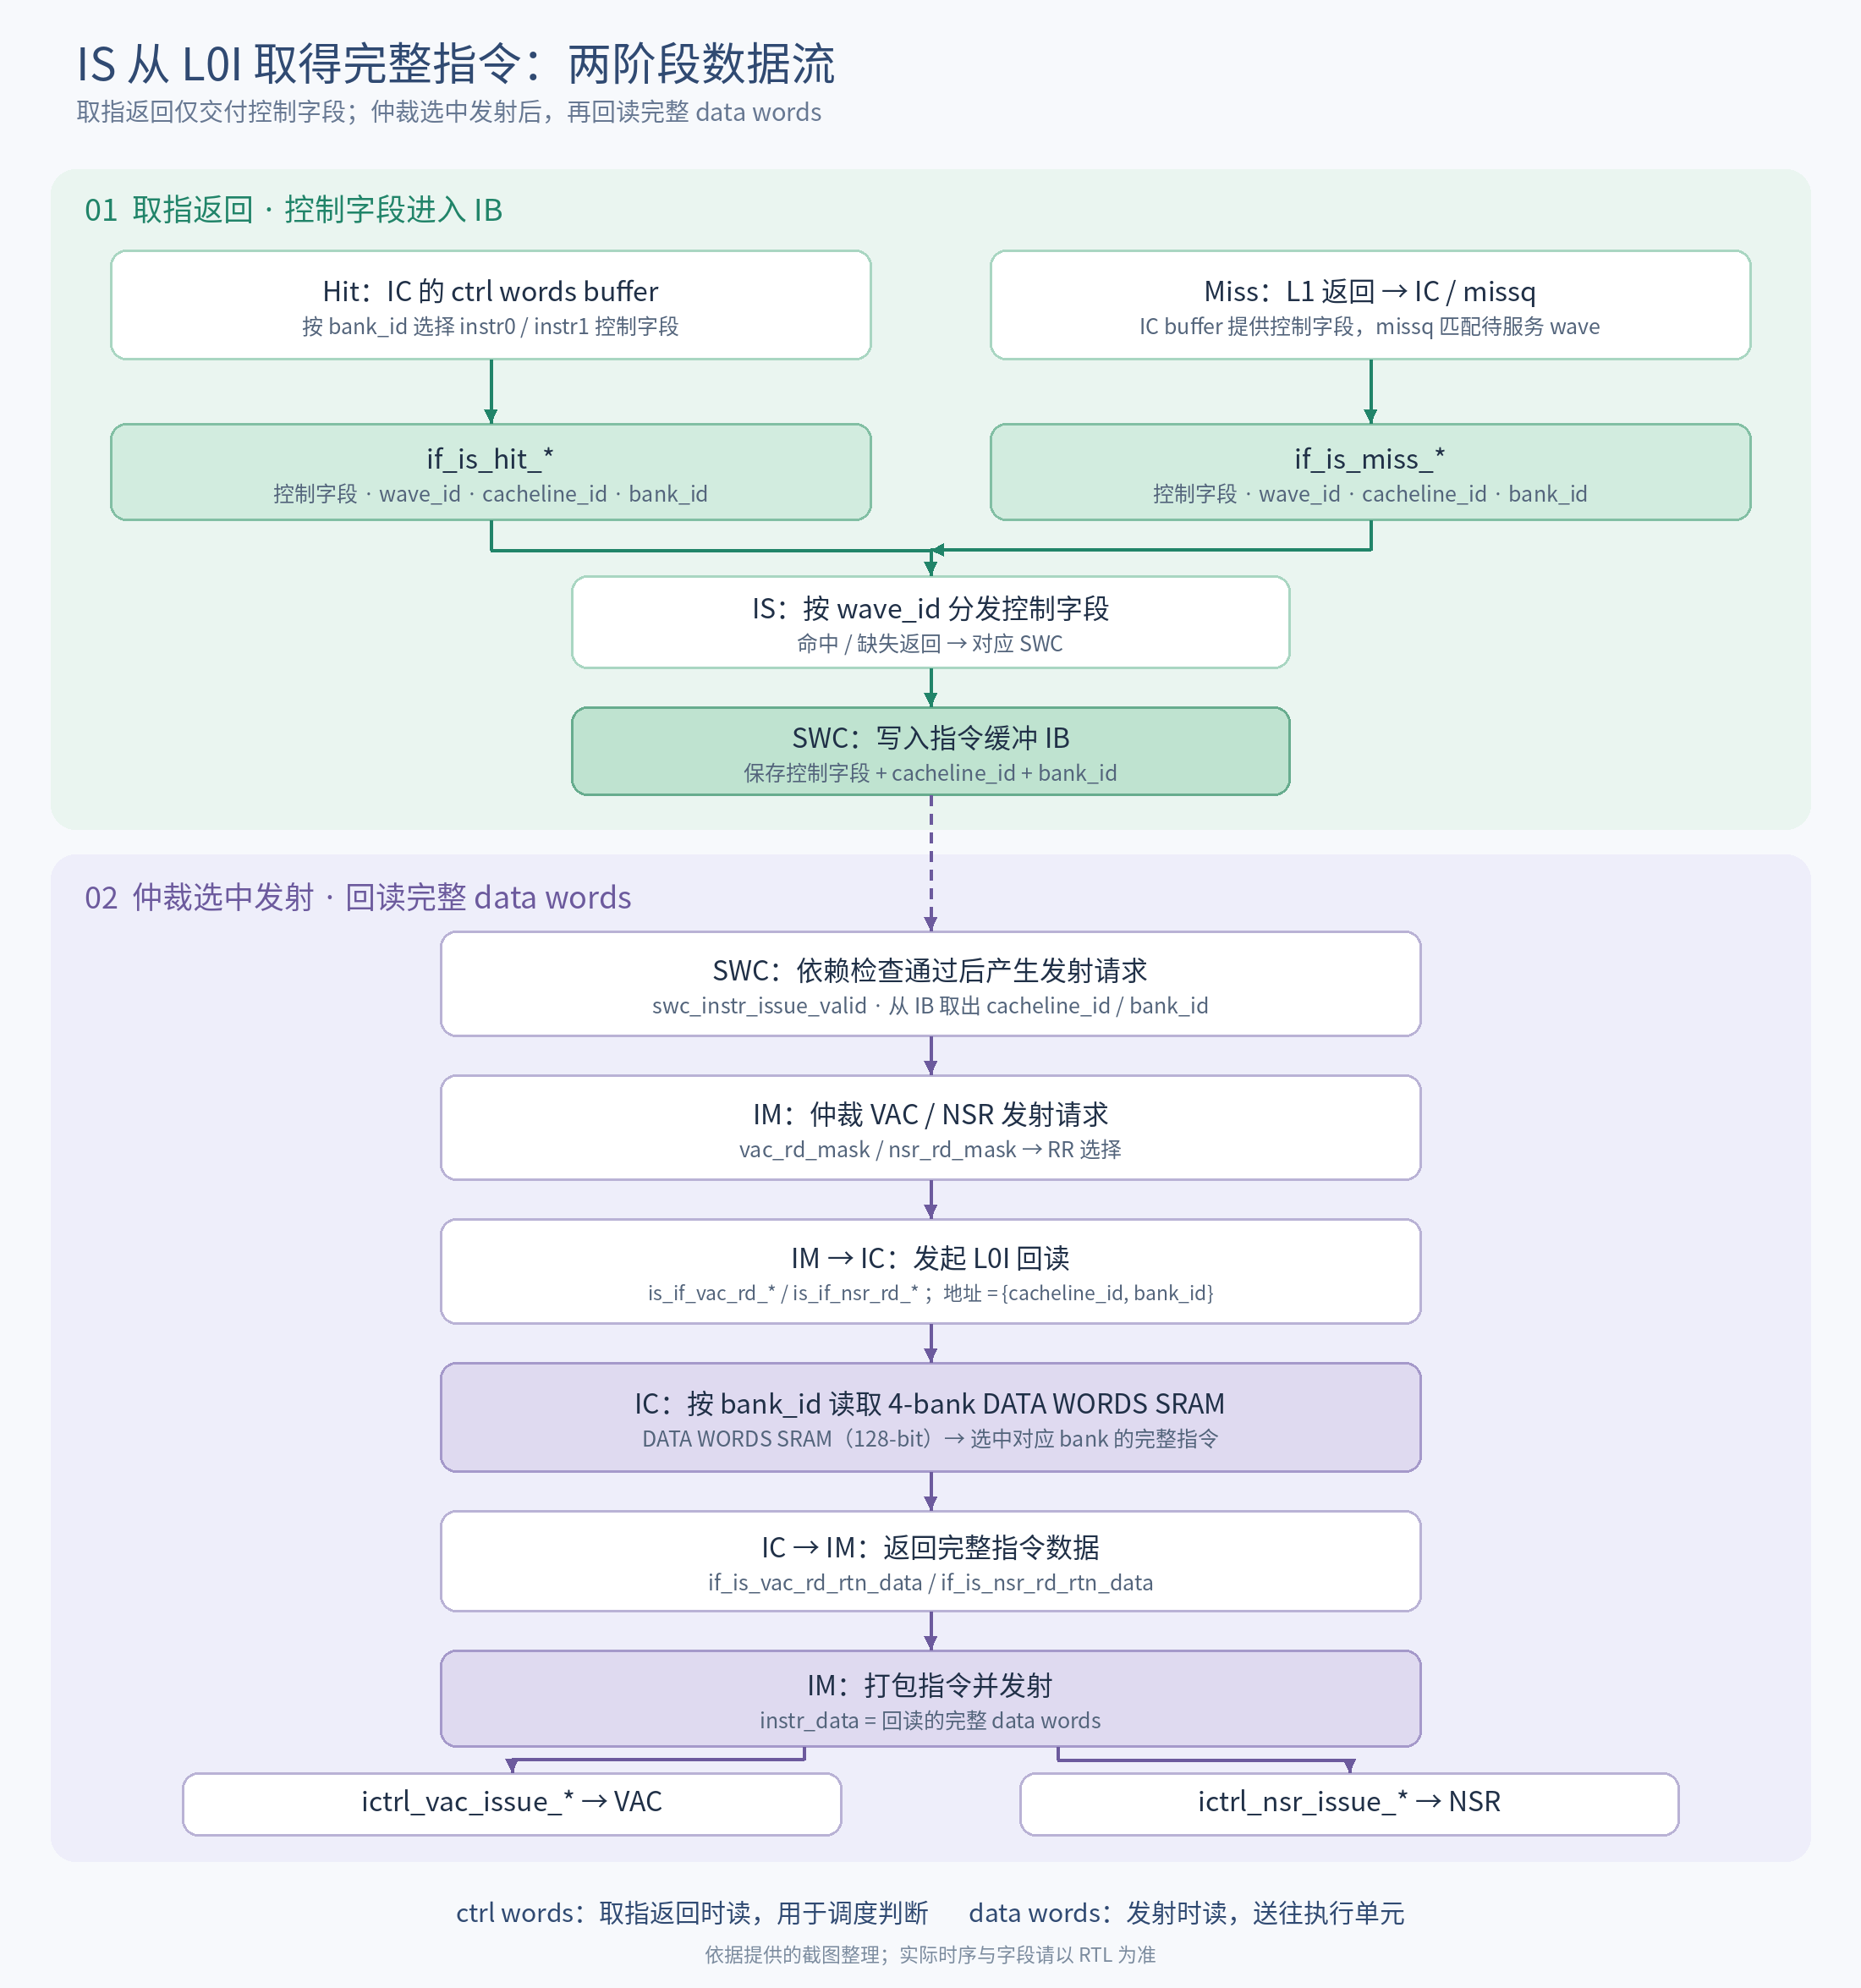 IS 从 L0I 取得完整指令：两阶段数据流
取指返回仅交付控制字段；仲裁选中发射后，再回读完整 data words
01 取指返回 · 控制字段进入 IB
Hit：IC 的 ctrl words buffer
按 bank_id 选择 instr0 / instr1 控制字段
Miss：L1 返回 → IC / missq
IC buffer 提供控制字段，missq 匹配待服务 wave
if_is_hit_*
控制字段 · wave_id · cacheline_id · bank_id
if_is_miss_*
控制字段 · wave_id · cacheline_id · bank_id
IS：按 wave_id 分发控制字段
命中 / 缺失返回 → 对应 SWC
SWC：写入指令缓冲 IB
保存控制字段 + cacheline_id + bank_id
02 仲裁选中发射 · 回读完整 data words
SWC：依赖检查通过后产生发射请求
swc_instr_issue_valid · 从 IB 取出 cacheline_id / bank_id
IM：仲裁 VAC / NSR 发射请求
vac_rd_mask / nsr_rd_mask → RR 选择
IM → IC：发起 L0I 回读
is_if_vac_rd_* / is_if_nsr_rd_* ；地址 = {cacheline_id, bank_id}
IC：按 bank_id 读取 4-bank DATA WORDS SRAM
DATA WORDS SRAM（128-bit）→ 选中对应 bank 的完整指令
IC → IM：返回完整指令数据
if_is_vac_rd_rtn_data / if_is_nsr_rd_rtn_data
IM：打包指令并发射
instr_data = 回读的完整 data words
ictrl_vac_issue_* → VAC
ictrl_nsr_issue_* → NSR
ctrl words：取指返回时读，用于调度判断 data words：发射时读，送往执行单元
依据提供的截图整理；实际时序与字段请以 RTL 为准